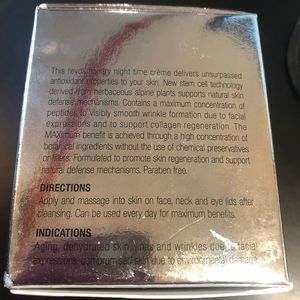 This revolutionary night time crème delivers unsurpassed
antioxidant properties to your skin. New stem cell technology
derived from herbaceous alpine plants supports natural skin
defense mechanisms. Contains a maximum concentration of
peptides to visibly smooth wrinkle formation due to facial
expressions and to support collagen regeneration. The
MAXimum benefit is achieved through a high concentration of
botanical ingredients without the use of chemical preservatives
or fillers. Formulated to promote skin regeneration and support
natural defense mechanisms. Paraben free.
DIRECTIONS
Apply and massage into skin on face, neck and eye lids after
cleansing. Can be used every day for maximum benefits.
INDICATIONS
Aging, dehydrated skin, lines and wrinkles due to facial
expressions, compromised skin due to environmental damage